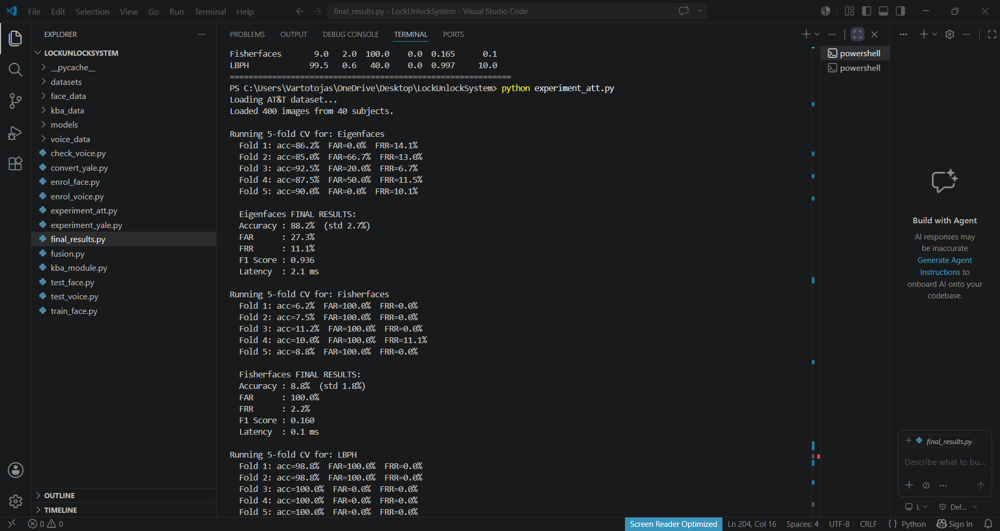 File Edit Selection View Go Run Terminal Help
final_results.py - LockUnlockSystem - Visual Studio Code
EXPLORER
LOCKUNLOCKSYSTEM
__pycache__
datasets
face_data
kba_data
models
voice_data
check_voice.py
convert_yale.py
enrol_face.py
enrol_voice.py
experiment_att.py
experiment_yale.py
final_results.py
fusion.py
kba_module.py
test_face.py
test_voice.py
train_face.py
OUTLINE
TIMELINE
PROBLEMS OUTPUT DEBUG CONSOLE TERMINAL PORTS
Fisherfaces 9.0 2.0 100.0 0.0 0.165 0.1
LBPH 99.5 0.6 40.0 0.0 0.997 10.0
============================================================
PS C:\Users\Vartotojas\OneDrive\Desktop\LockUnlockSystem> python experiment_att.py
Loading AT&T dataset...
Loaded 400 images from 40 subjects.
Running 5-fold CV for: Eigenfaces
Fold 1: acc=86.2% FAR=0.0% FRR=14.1%
Fold 2: acc=85.0% FAR=66.7% FRR=13.0%
Fold 3: acc=92.5% FAR=20.0% FRR=6.7%
Fold 4: acc=87.5% FAR=50.0% FRR=11.5%
Fold 5: acc=90.0% FAR=0.0% FRR=10.1%
Eigenfaces FINAL RESULTS:
Accuracy : 88.2% (std 2.7%)
FAR : 27.3%
FRR : 11.1%
F1 Score : 0.936
Latency : 2.1 ms
Running 5-fold CV for: Fisherfaces
Fold 1: acc=6.2% FAR=100.0% FRR=0.0%
Fold 2: acc=7.5% FAR=100.0% FRR=0.0%
Fold 3: acc=11.2% FAR=100.0% FRR=0.0%
Fold 4: acc=10.0% FAR=100.0% FRR=11.1%
Fold 5: acc=8.8% FAR=100.0% FRR=0.0%
Fisherfaces FINAL RESULTS:
Accuracy : 8.8% (std 1.8%)
FAR : 100.0%
FRR : 2.2%
F1 Score : 0.160
Latency : 0.1 ms
Running 5-fold CV for: LBPH
Fold 1: acc=98.8% FAR=100.0% FRR=0.0%
Fold 2: acc=98.8% FAR=100.0% FRR=0.0%
Fold 3: acc=100.0% FAR=0.0% FRR=0.0%
Fold 4: acc=100.0% FAR=0.0% FRR=0.0%
Fold 5: acc=100.0% FAR=0.0% FRR=0.0%
powershell
powershell
Build with Agent
AI responses may
be inaccurate
Generate Agent
Instructions to
onboard AI onto your
codebase.
final_results.py
Describe what to bu...
L
Def...
0 0
Screen Reader Optimized Ln 204, Col 16 Spaces: 4 UTF-8 CRLF { } Python Sign In